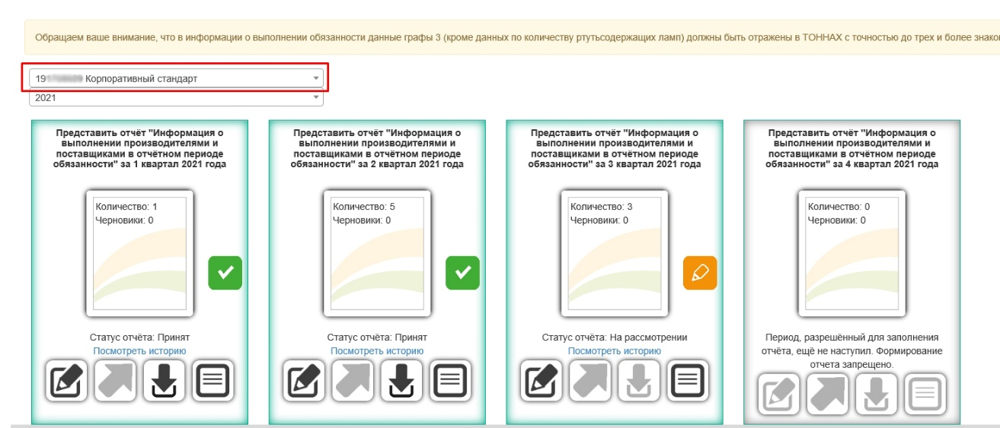 Обращаем ваше внимание, что в информации о выполнении обязанности данные графы 3 (кроме данных по количеству ртутьсодержащих ламп) должны быть отражены в ТОННАХ с точностью до трех и более знако
19 Корпоративный стандарт
2021
Представить отчёт "Информация о
выполнении производителями и
поставщиками в отчётном периоде
обязанности" за 1 квартал 2021 года
Количество: 1
Черновики: 0
Статус отчёта: Принят
Посмотреть историю
Представить отчёт "Информация о
выполнении производителями и
поставщиками в отчётном периоде
обязанности" за 2 квартал 2021 года
Количество: 5
Черновики: 0
Статус отчёта: Принят
Посмотреть историю
Представить отчёт "Информация о
выполнении производителями и
поставщиками в отчётном периоде
обязанности" за 3 квартал 2021 года
Количество: 3
Черновики: 0
Статус отчёта: На рассмотрении
Посмотреть историю
Представить отчёт "Информация о
выполнении производителями и
поставщиками в отчётном периоде
обязанности" за 4 квартал 2021 года
Количество: 0
Черновики: 0
Период, разрешённый для заполнения
отчёта, ещё не наступил. Формирование
отчета запрещено.